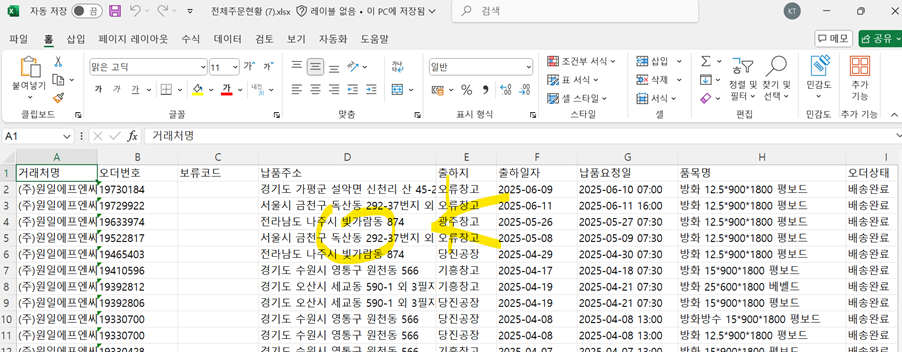 자동 저장 끔 전체주문현황 (7).xlsx 레이블 없음 • 이 PC에 저장됨 검색 KT
파일 홈 삽입 페이지 레이아웃 수식 데이터 검토 보기 자동화 도움말 메모 공유
붙여넣기 맑은 고딕 11 가 가 일반 조건부 서식 삽입 정렬 및 필터 찾기 및 선택 민감도 추가 기능
가 가 가 가 가 % 표 서식 삭제
셀 스타일 서식
클립보드 글꼴 맞춤 표시 형식 스타일 셀 편집 민감도 추가 기능
A1 fx 거래처명
A B C D E F G H I
1 거래처명 오더번호 보류코드 납품주소 출하지 출하일자 납품요청일 품목명 오더상태
2 (주)원일에프엔씨 19730184 경기도 가평군 설악면 신천리 산 45-2 오류창고 2025-06-09 2025-06-10 07:00 방화 12.5*900*1800 평보드 배송완료
3 (주)원일에프엔씨 19729922 서울시 금천구 독산동 292-37번지 외 오류창고 2025-06-11 2025-06-11 16:00 방화 12.5*900*1800 평보드 배송완료
4 (주)원일에프엔씨 19633974 전라남도 나주시 빛가람동 874 광주창고 2025-05-26 2025-05-27 07:30 방화 12.5*900*1800 평보드 배송완료
5 (주)원일에프엔씨 19522817 서울시 금천구 독산동 292-37번지 외 오류창고 2025-05-08 2025-05-09 07:30 방화 12.5*900*1800 평보드 배송완료
6 (주)원일에프엔씨 19465403 전라남도 나주시 빛가람동 874 당진공장 2025-04-29 2025-04-30 07:30 방화 12.5*900*1800 평보드 배송완료
7 (주)원일에프엔씨 19410596 경기도 수원시 영통구 원천동 566 기흥창고 2025-04-17 2025-04-18 07:30 방화 15*900*1800 평보드 배송완료
8 (주)원일에프엔씨 19392812 경기도 오산시 세교동 590-1 외 3필지 기흥창고 2025-04-19 2025-04-21 07:30 방화 25*600*1800 베벨드 배송완료
9 (주)원일에프엔씨 19392806 경기도 오산시 세교동 590-1 외 3필지 당진공장 2025-04-19 2025-04-21 07:30 방화 15*900*1800 평보드 배송완료
10 (주)원일에프엔씨 19330700 경기도 수원시 영통구 원천동 566 당진공장 2025-04-08 2025-04-08 13:00 방화방수 15*900*1800 평보드 배송완료
11 (주)원일에프엔씨 19330700 경기도 수원시 영통구 원천동 566 당진공장 2025-04-08 2025-04-08 13:00 방화 12.5*900*1800 평보드 배송완료